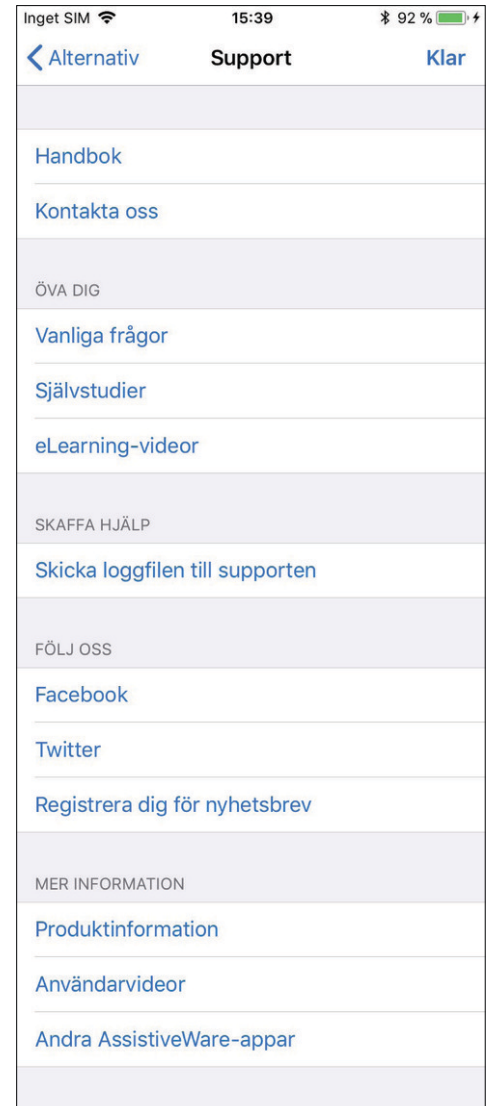 Inget SIM 15:39 92 %
Alternativ Support Klar
Handbok
Kontakta oss
ÖVA DIG
Vanliga frågor
Självstudier
eLearning-videor
SKAFFA HJÄLP
Skicka loggfilen till supporten
FÖLJ OSS
Facebook
Twitter
Registrera dig för nyhetsbrev
MER INFORMATION
Produktinformation
Användarvideor
Andra AssistiveWare-appar